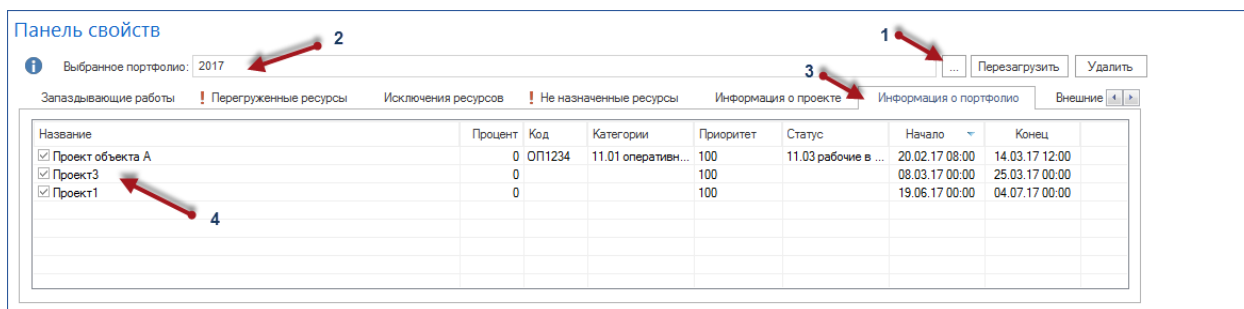 Панель свойств
1
2
Выбранное портфолио: 2017 ... Перезагрузить Удалить
3
Запаздывающие работы ! Перегруженные ресурсы Исключения ресурсов ! Не назначенные ресурсы Информация о проекте Информация о портфолио Внешние
Название Процент Код Категории Приоритет Статус Начало Конец
Проект объекта А 0 ОП1234 11.01 оперативн... 100 11.03 рабочие в ... 20.02.17 08:00 14.03.17 12:00
Проект3 0 100 08.03.17 00:00 25.03.17 00:00
Проект1 0 100 19.06.17 00:00 04.07.17 00:00
4